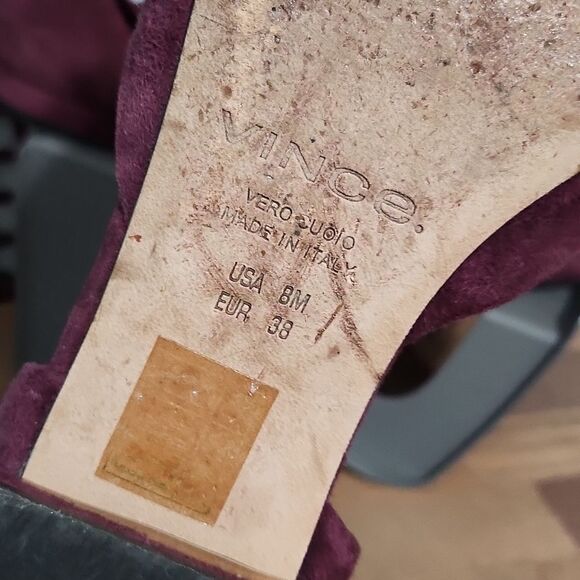 VINCe.
VERO CUOIO
MADE IN ITALY
USA 8M
EUR 38